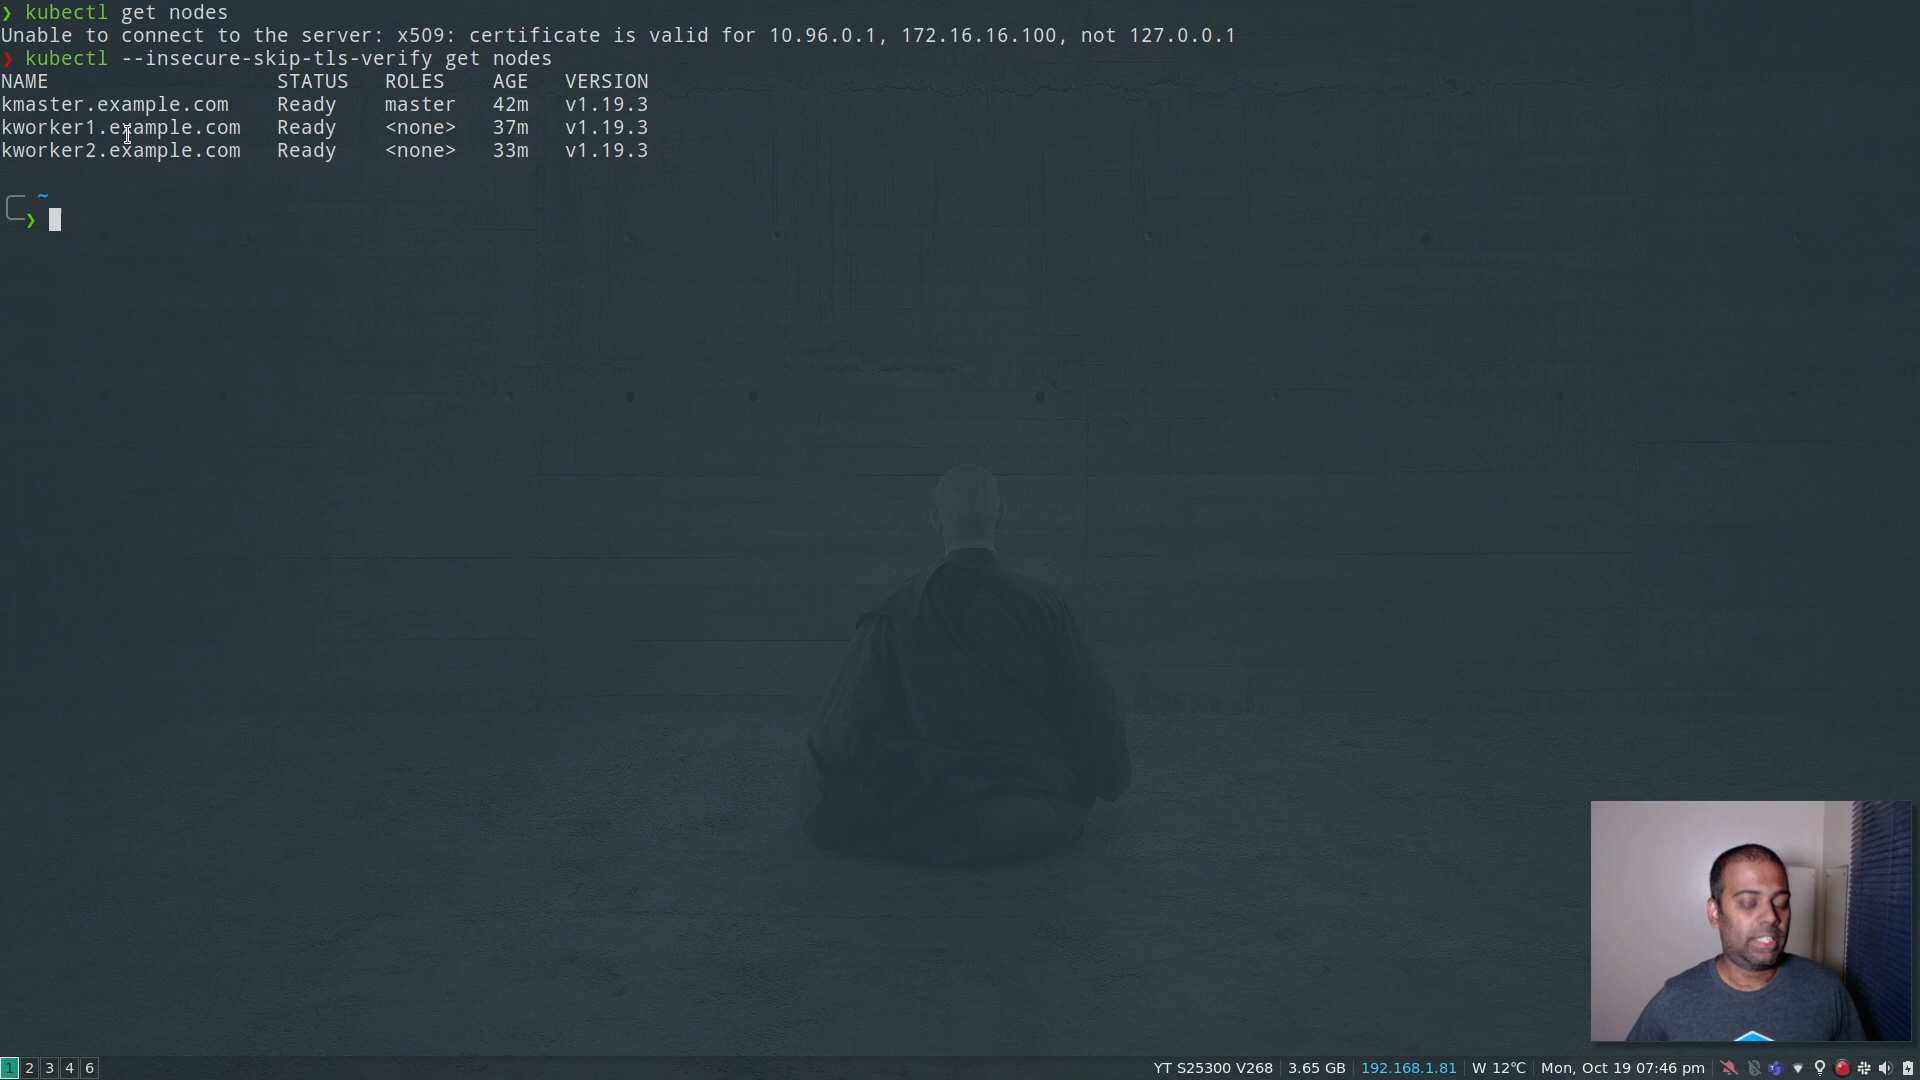 ❯ kubectl get nodes
Unable to connect to the server: x509: certificate is valid for 10.96.0.1, 172.16.16.100, not 127.0.0.1
❯ kubectl --insecure-skip-tls-verify get nodes
NAME STATUS ROLES AGE VERSION
kmaster.example.com Ready master 42m v1.19.3
kworker1.example.com Ready <none> 37m v1.19.3
kworker2.example.com Ready <none> 33m v1.19.3
~
❯
1 2 3 4 6 YT S25300 V268 3.65 GB 192.168.1.81 W 12°C Mon, Oct 19 07:46 pm